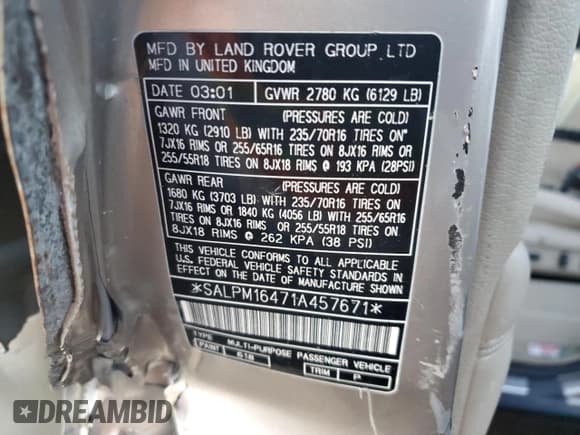 MFD BY LAND ROVER GROUP LTD
MFD IN UNITED KINGDOM
DATE 03:01 GVWR 2780 KG (6129 LB)
GAWR FRONT (PRESSURES ARE COLD)
1320 KG (2910 LB) WITH 235/70R16 TIRES ON
7JX16 RIMS OR 255/65R16 TIRES ON 8JX16 RIMS OR
255/55R18 TIRES ON 8JX18 RIMS @ 193 KPA (28PSI)
GAWR REAR (PRESSURES ARE COLD)
1680 KG (3703 LB) WITH 235/70R16 TIRES ON
7JX16 RIMS OR 1840 KG (4056 LB) WITH 255/65R16
TIRES ON 8JX16 RIMS OR 255/55R18 TIRES ON
8JX18 RIMS @ 262 KPA (38 PSI)
THIS VEHICLE CONFORMS TO ALL APPLICABLE
U.S. FEDERAL VEHICLE SAFETY STANDARDS IN
EFFECT ON THE DATE OF MANUFACTURE SHOWN
*SALPM16471A457671*
TYPE MULTI-PURPOSE PASSENGER VEHICLE
PAINT 618 TRIM P
DREAMBID